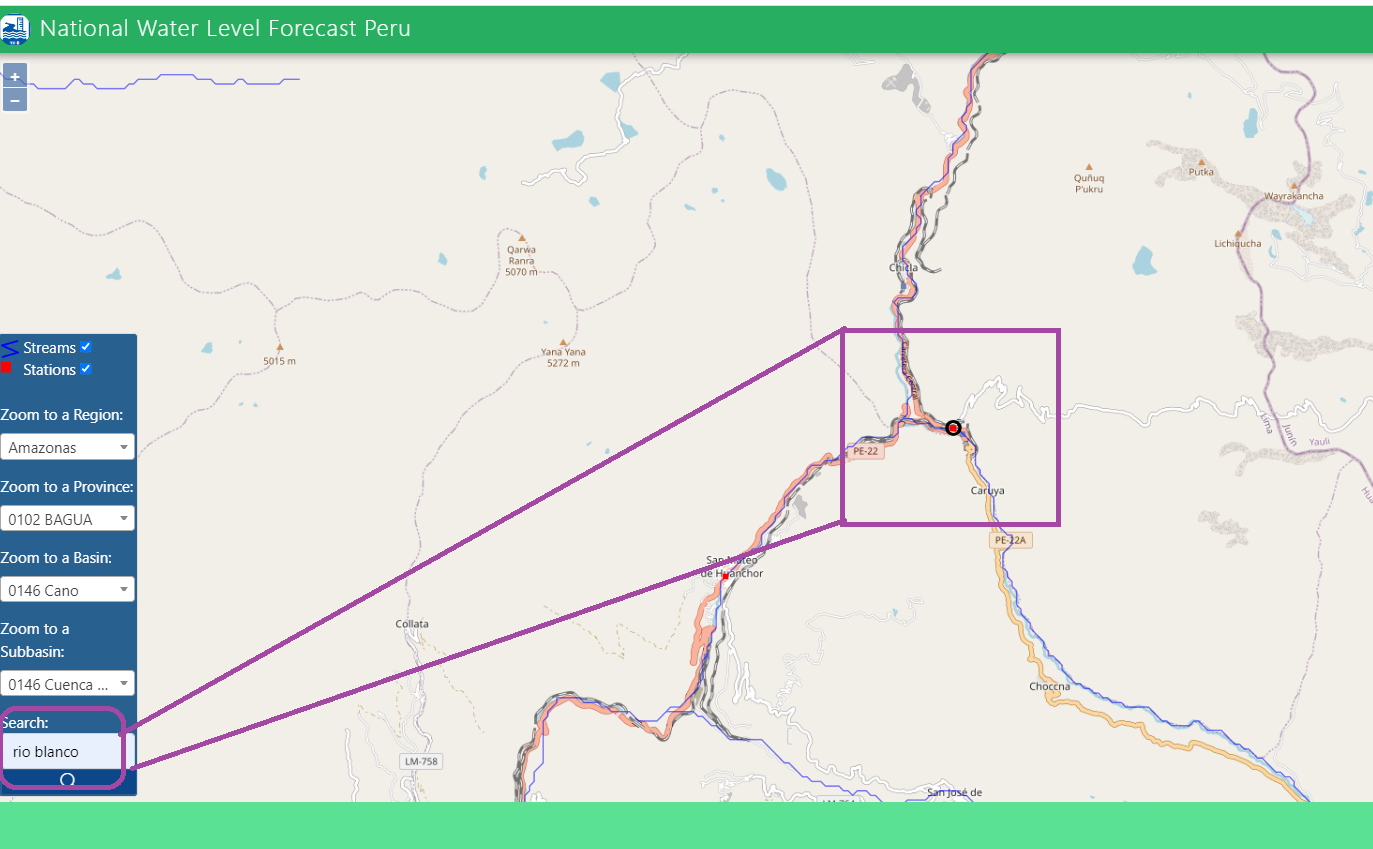 National Water Level Forecast Peru
+
−
Quñuq
P'ukru
Putka
Wayrakancha
Qarwa
Ranra
5070 m
Lichiqucha
Chicla
Streams
5015 m
Yana Yana
5272 m
Stations
Zoom to a Region:
Amazonas
Lima
Junín
Yauli
PE-22
Zoom to a Province:
0102 BAGUA
Caruya
PE-22A
Zoom to a Basin:
0146 Cano
San Mateo
de Huanchor
Zoom to a
Subbasin:
Collata
0146 Cuenca ...
Choccna
Search:
rio blanco
LM-758
San José de